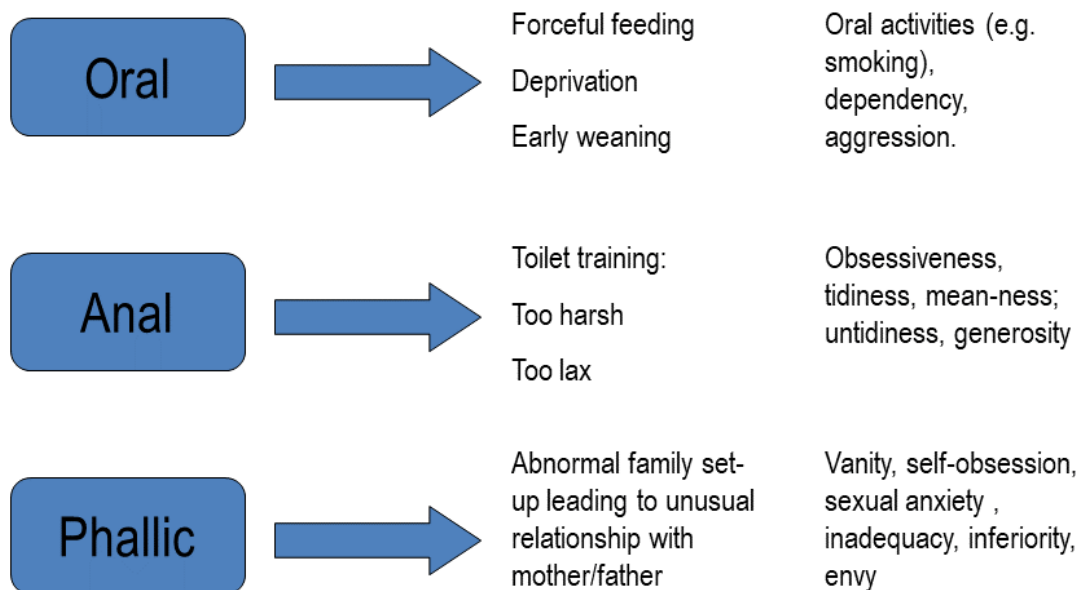 Oral
Forceful feeding
Deprivation
Early weaning
Oral activities (e.g.
smoking),
dependency,
aggression.
Anal
Toilet training:
Too harsh
Too lax
Obsessiveness,
tidiness, mean-ness;
untidiness, generosity
Phallic
Abnormal family set-
up leading to unusual
relationship with
mother/father
Vanity, self-obsession,
sexual anxiety ,
inadequacy, inferiority,
envy